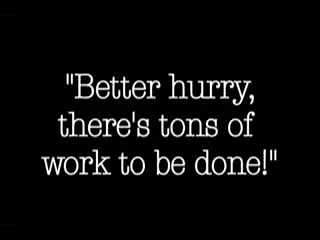 "Better hurry,
there's tons of
work to be done!"